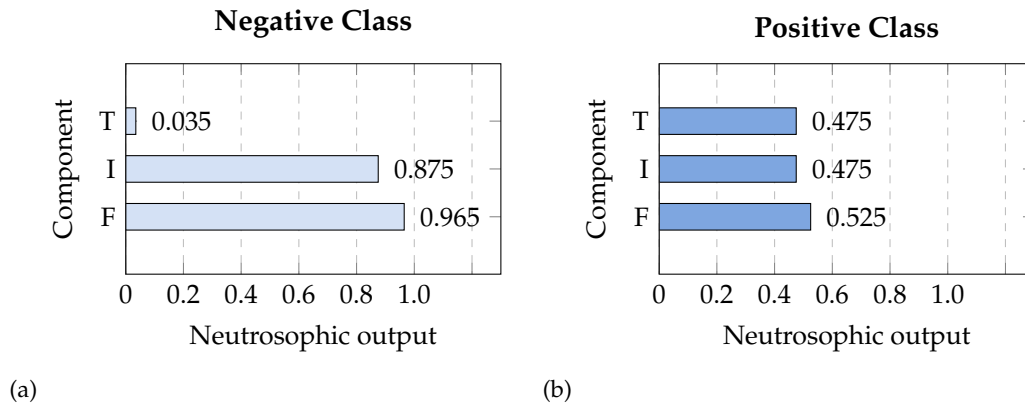 Negative Class
Component
T 0.035
I 0.875
F 0.965
0 0.2 0.4 0.6 0.8 1.0
Neutrosophic output
(a)
Positive Class
Component
T 0.475
I 0.475
F 0.525
0 0.2 0.4 0.6 0.8 1.0
Neutrosophic output
(b)